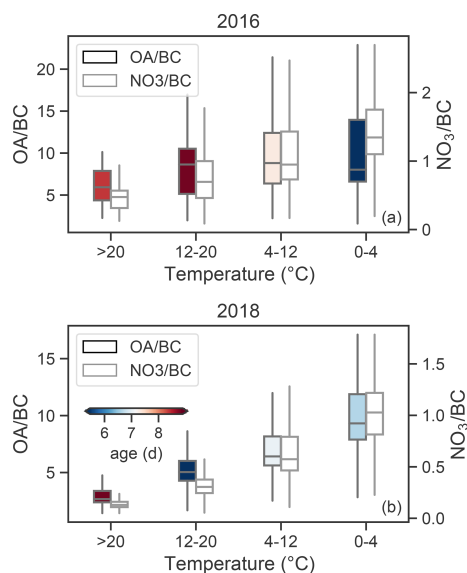 2016
OA/BC
NO3/BC
20
15
10
5
OA/BC
2
1
0
NO₃/BC
(a)
>20 12-20 4-12 0-4
Temperature (°C)
2018
OA/BC
NO3/BC
15
10
5
OA/BC
6 7 8
age (d)
1.5
1.0
0.5
0.0
NO₃/BC
(b)
>20 12-20 4-12 0-4
Temperature (°C)